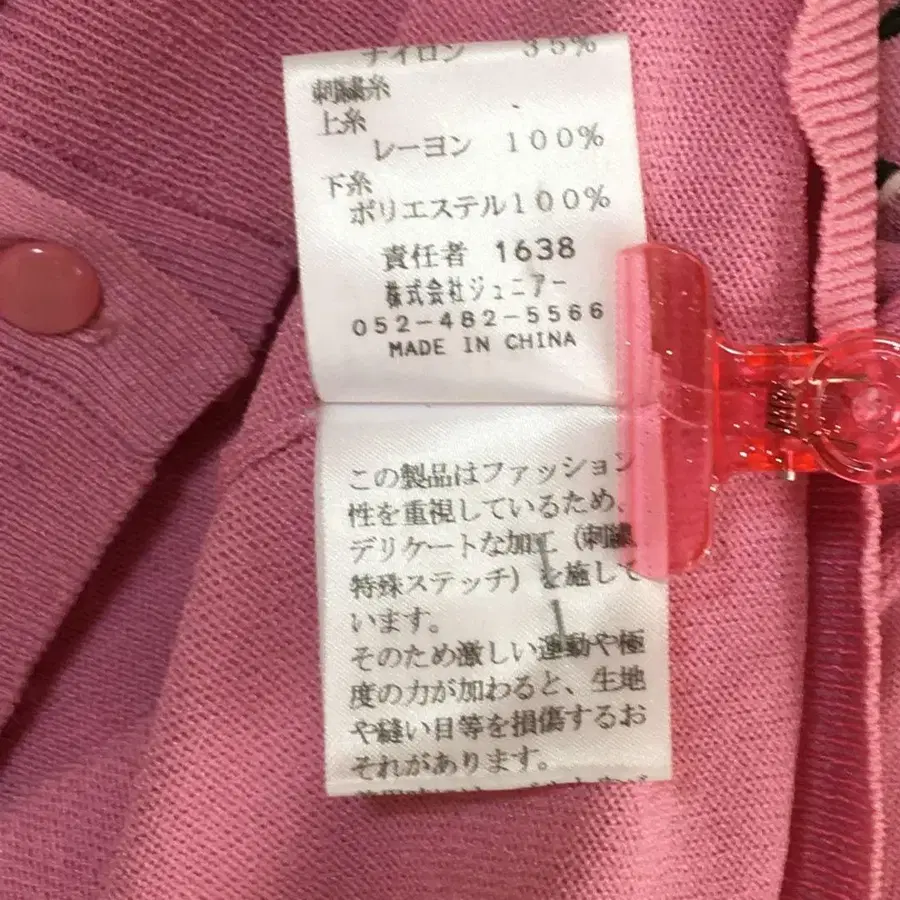 ナイロン 35%
刺繍糸
上糸
レーヨン 100%
下糸
ポリエステル100%
責任者 1638
株式会社ジュニアー
052-482-5566
MADE IN CHINA
この製品はファッション
性を重視しているため、
デリケートな加工(刺繍、
特殊ステッチ)を施して
います。
そのため激しい運動や極
度の力が加わると、生地
や縫い目等を損傷するお
それがあります。